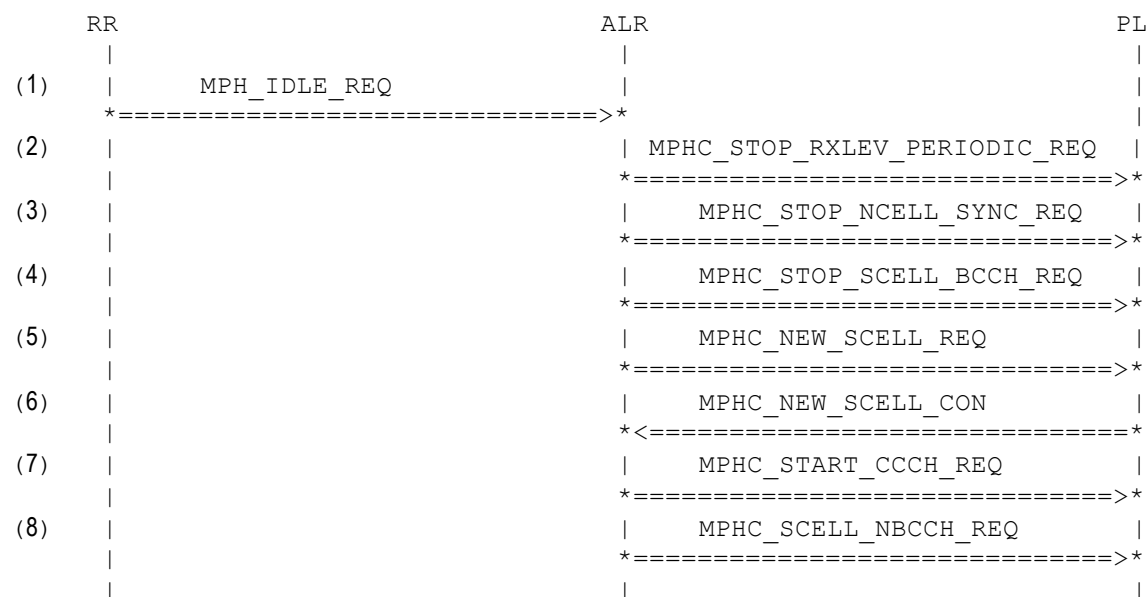 RR ALR PL
| | |
(1) | MPH_IDLE_REQ | |
*==============================>* |
(2) | | MPHC_STOP_RXLEV_PERIODIC_REQ |
| *==============================>*
(3) | | MPHC_STOP_NCELL_SYNC_REQ |
| *==============================>*
(4) | | MPHC_STOP_SCELL_BCCH_REQ |
| *==============================>*
(5) | | MPHC_NEW_SCELL_REQ |
| *==============================>*
(6) | | MPHC_NEW_SCELL_CON |
| *<==============================*
(7) | | MPHC_START_CCCH_REQ |
| *==============================>*
(8) | | MPHC_SCELL_NBCCH_REQ |
| *==============================>*
| | |